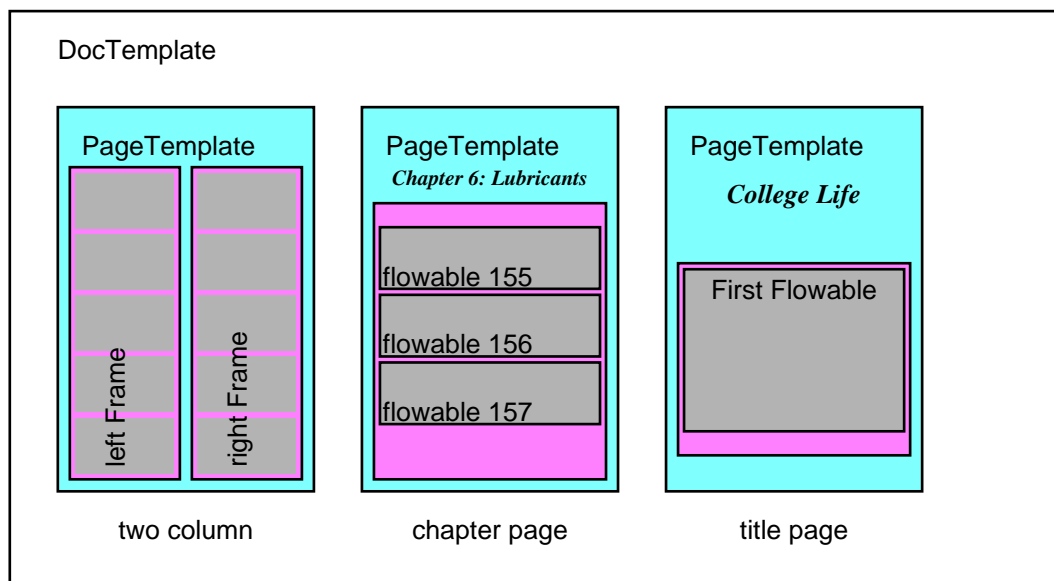 DocTemplate
PageTemplate
left Frame
right Frame
two column
PageTemplate
Chapter 6: Lubricants
flowable 155
flowable 156
flowable 157
chapter page
PageTemplate
College Life
First Flowable
title page